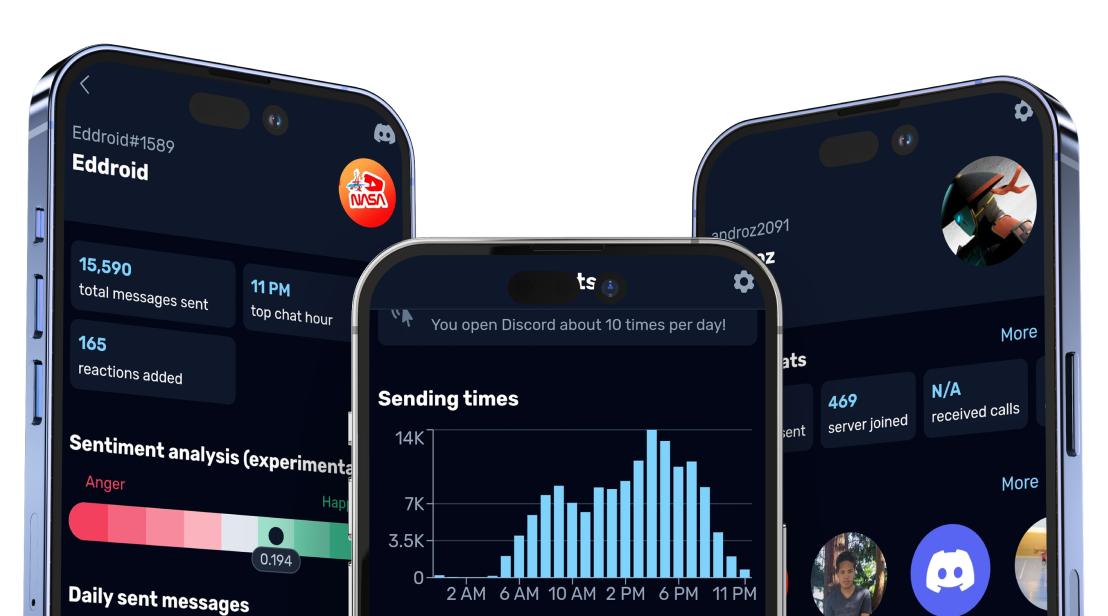 Eddroid#1589
Eddroid
NASA
15,590
total messages sent
11 PM
top chat hour
165
reactions added
Sentiment analysis (experimenta
Anger
Hap
0.194
Daily sent messages
ts
You open Discord about 10 times per day!
Sending times
14K
7K
3.5K
0
2 AM
6 AM
10 AM
2 PM
6 PM
11 PM
androz2091
oz
More
ats
sent
469
server joined
N/A
received calls
More